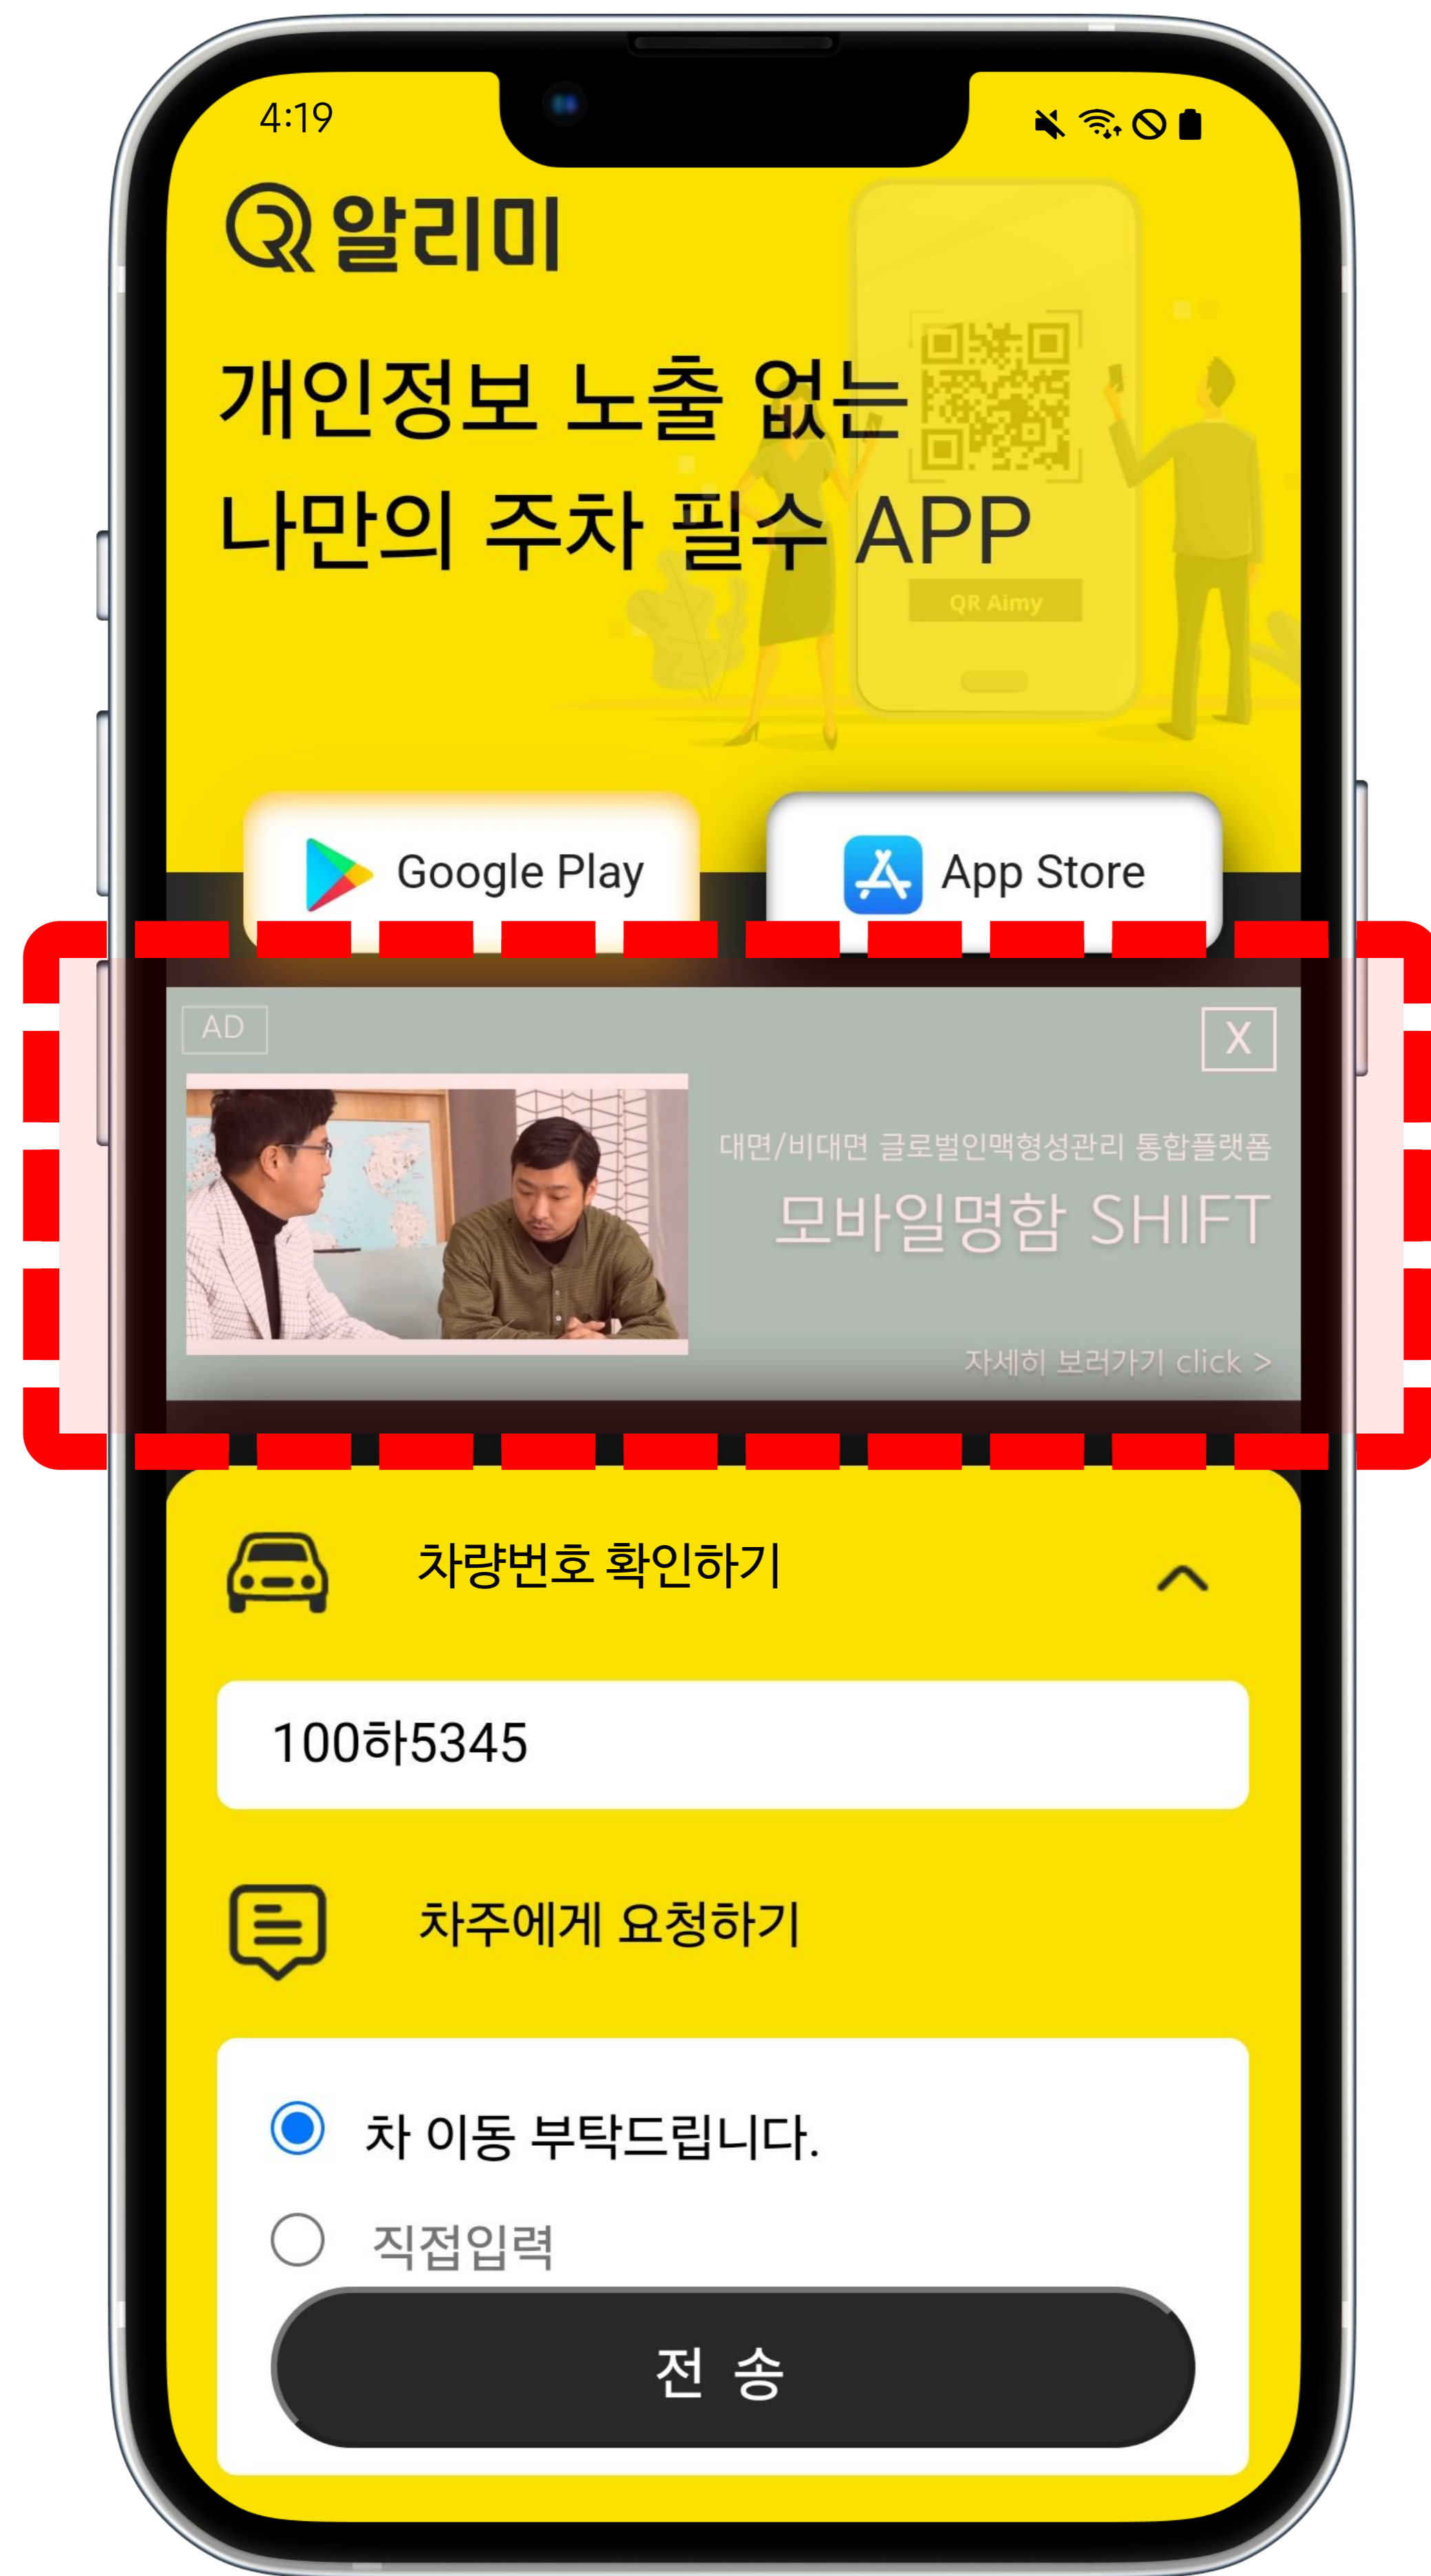 4:19
QR 알리미
개인정보 노출 없는
나만의 주차 필수 APP
QR Aimy
Google Play
App Store
AD
X
대면/비대면 글로벌인맥형성관리 통합플랫폼
모바일명함 SHIFT
자세히 보러가기 click >
차량번호 확인하기
100하5345
차주에게 요청하기
차 이동 부탁드립니다.
직접입력
전 송